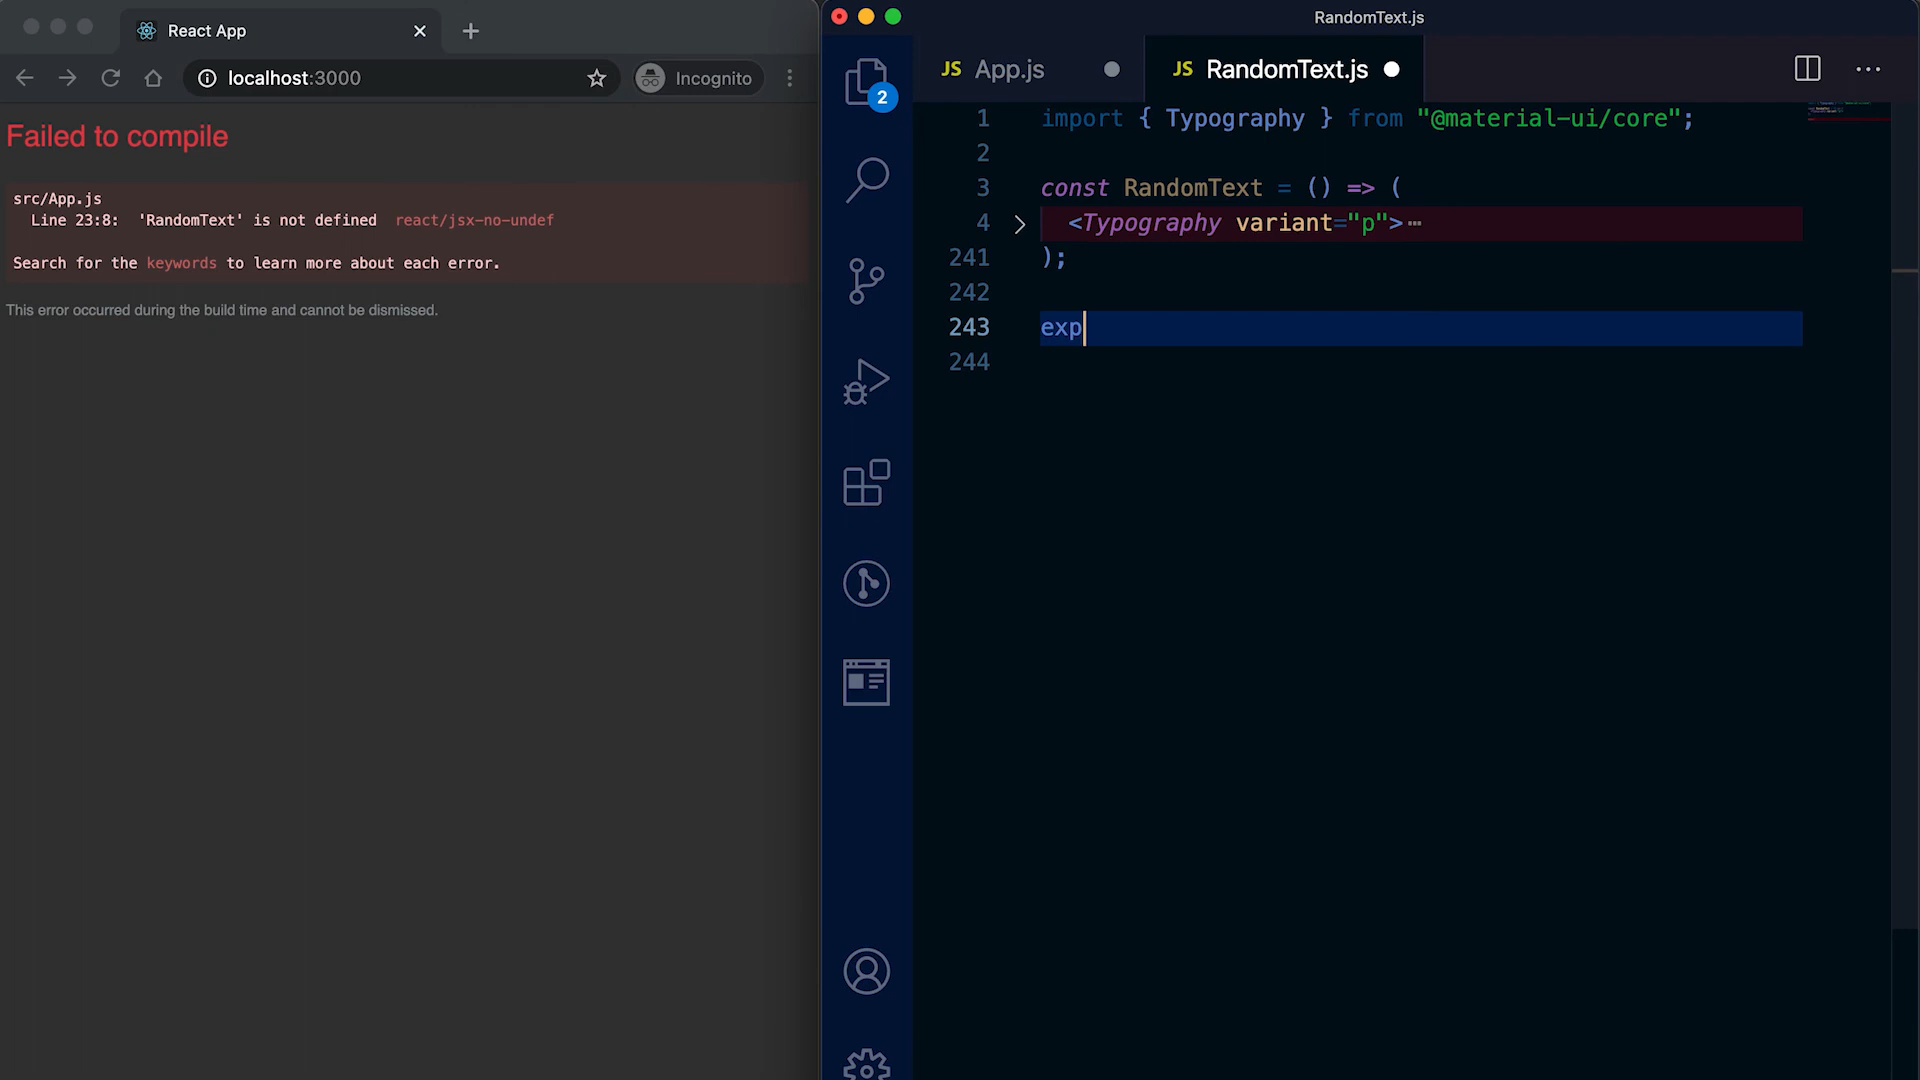 React App
localhost:3000
Incognito
Failed to compile
src/App.js
Line 23:8: 'RandomText' is not defined react/jsx-no-undef
Search for the keywords to learn more about each error.
This error occurred during the build time and cannot be dismissed.
RandomText.js
2
JS App.js
JS RandomText.js
1 import { Typography } from "@material-ui/core";
2
3 const RandomText = () => (
4 <Typography variant="p">⋯
241 );
242
243 exp
244